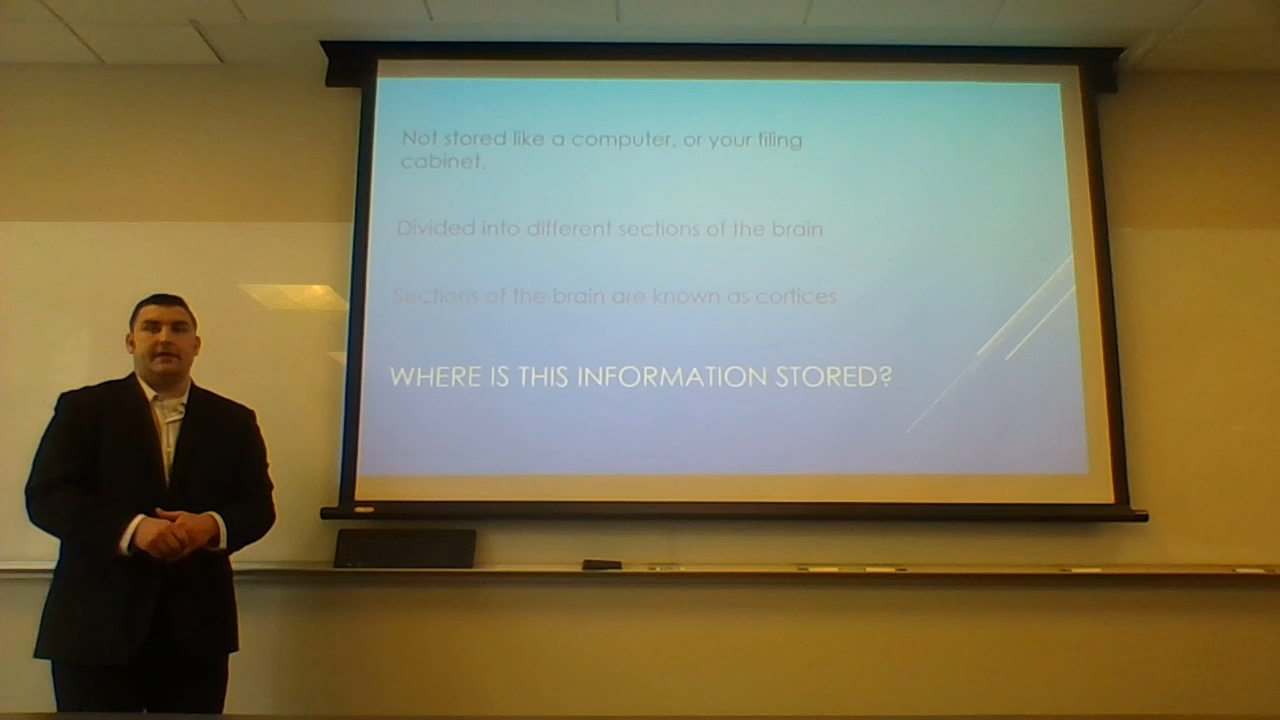 Not stored like a computer, or your filing
cabinet.
Divided into different sections of the brain
Sections of the brain are known as cortices
WHERE IS THIS INFORMATION STORED?